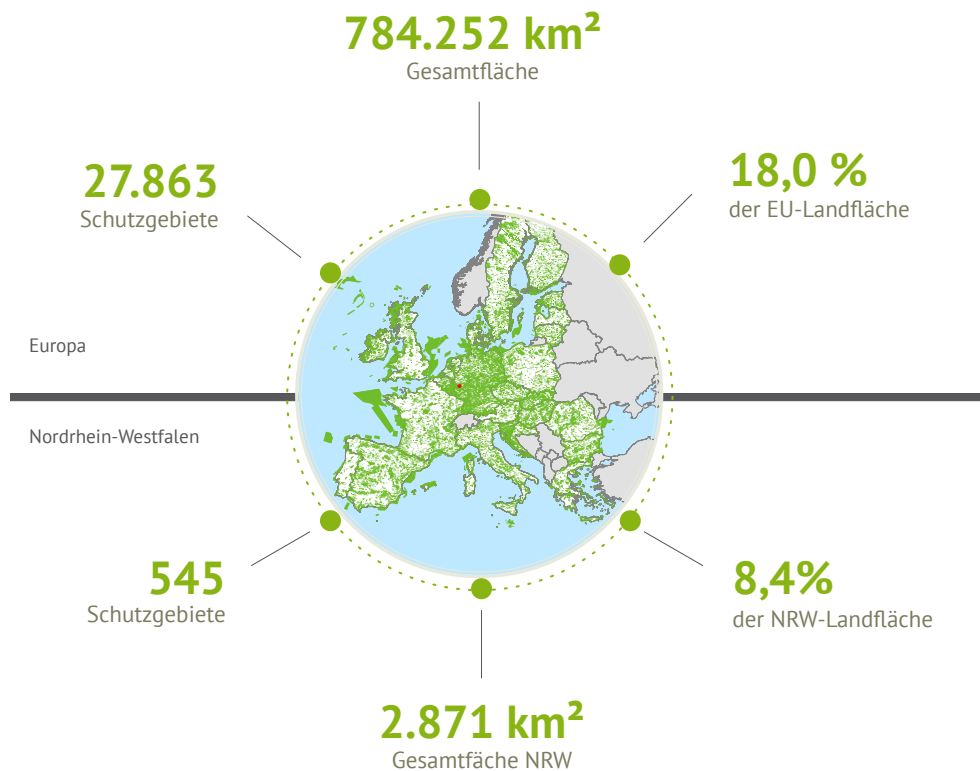 784.252 km²
Gesamtfläche
27.863
Schutzgebiete
18,0 %
der EU-Landfläche
Europa
Nordrhein-Westfalen
545
Schutzgebiete
8,4%
der NRW-Landfläche
2.871 km²
Gesamtfäche NRW